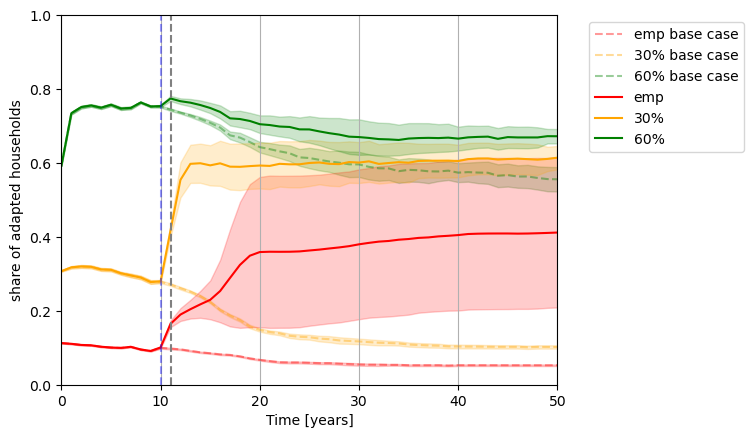 1.0
0.8
0.6
0.4
0.2
0.0
share of adapted households
0
10
20
30
40
50
Time [years]
emp base case
30% base case
60% base case
emp
30%
60%